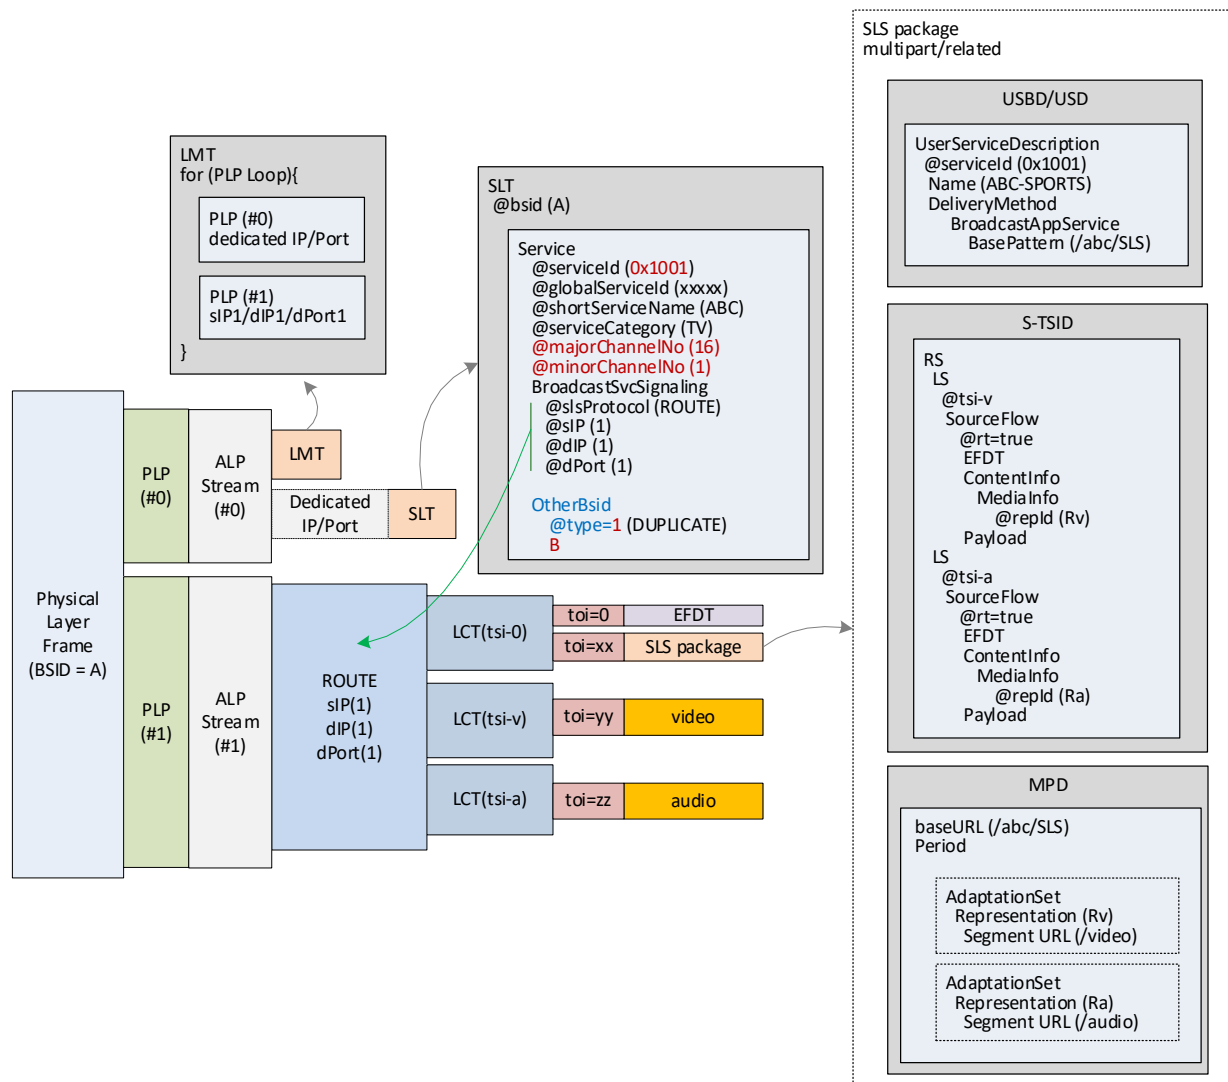 SLS package
multipart/related
USBD/USD
UserServiceDescription
@serviceId (0x1001)
Name (ABC-SPORTS)
DeliveryMethod
BroadcastAppService
BasePattern (/abc/SLS)
LMT
for (PLP Loop){
PLP (#0)
dedicated IP/Port
PLP (#1)
sIP1/dIP1/dPort1
}
SLT
@bsid (A)
Service
@serviceId (0x1001)
@globalServiceId (xxxxx)
@shortServiceName (ABC)
@serviceCategory (TV)
@majorChannelNo (16)
@minorChannelNo (1)
BroadcastSvcSignaling
@slsProtocol (ROUTE)
@sIP (1)
@dIP (1)
@dPort (1)
OtherBsid
@type=1 (DUPLICATE)
B
S-TSID
RS
LS
@tsi-v
SourceFlow
@rt=true
EFDT
ContentInfo
MediaInfo
@repId (Rv)
Payload
LS
@tsi-a
SourceFlow
@rt=true
EFDT
ContentInfo
MediaInfo
@repId (Ra)
Payload
Physical
Layer
Frame
(BSID = A)
PLP
(#0)
ALP
Stream
(#0)
LMT
Dedicated
IP/Port
SLT
PLP
(#1)
ALP
Stream
(#1)
ROUTE
sIP(1)
dIP(1)
dPort(1)
LCT(tsi-0)
toi=0
EFDT
toi=xx
SLS package
LCT(tsi-v)
toi=yy
video
LCT(tsi-a)
toi=zz
audio
MPD
baseURL (/abc/SLS)
Period
AdaptationSet
Representation (Rv)
Segment URL (/video)
AdaptationSet
Representation (Ra)
Segment URL (/audio)